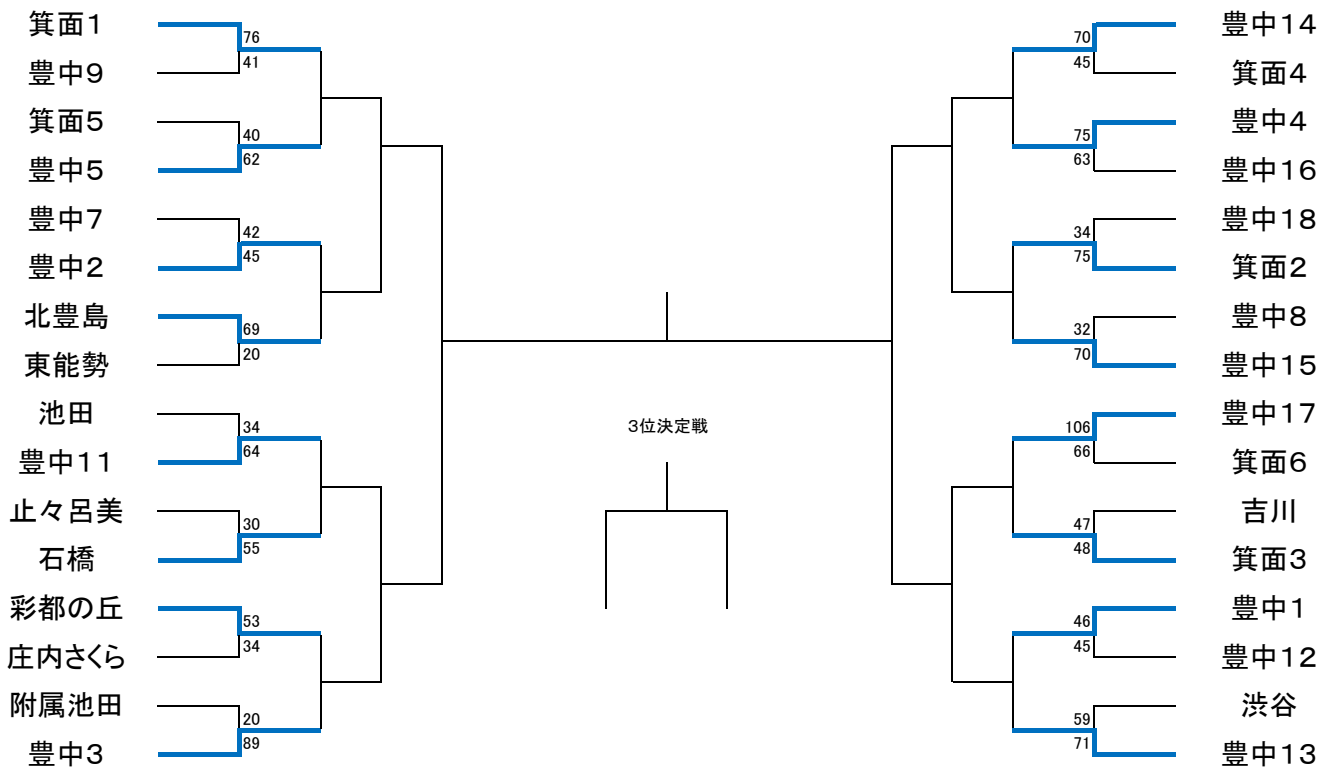 箕面１
76
41
豊中９
箕面５
40
62
豊中５
豊中７
42
45
豊中２
北豊島
69
20
東能勢
池田
34
64
豊中１１
止々呂美
30
55
石橋
彩都の丘
53
34
庄内さくら
附属池田
20
89
豊中３
３位決定戦
豊中１４
70
45
箕面４
豊中４
75
63
豊中１６
豊中１８
34
75
箕面２
豊中８
32
70
豊中１５
豊中１７
106
66
箕面６
吉川
47
48
箕面３
豊中１
46
45
豊中１２
渋谷
59
71
豊中１３